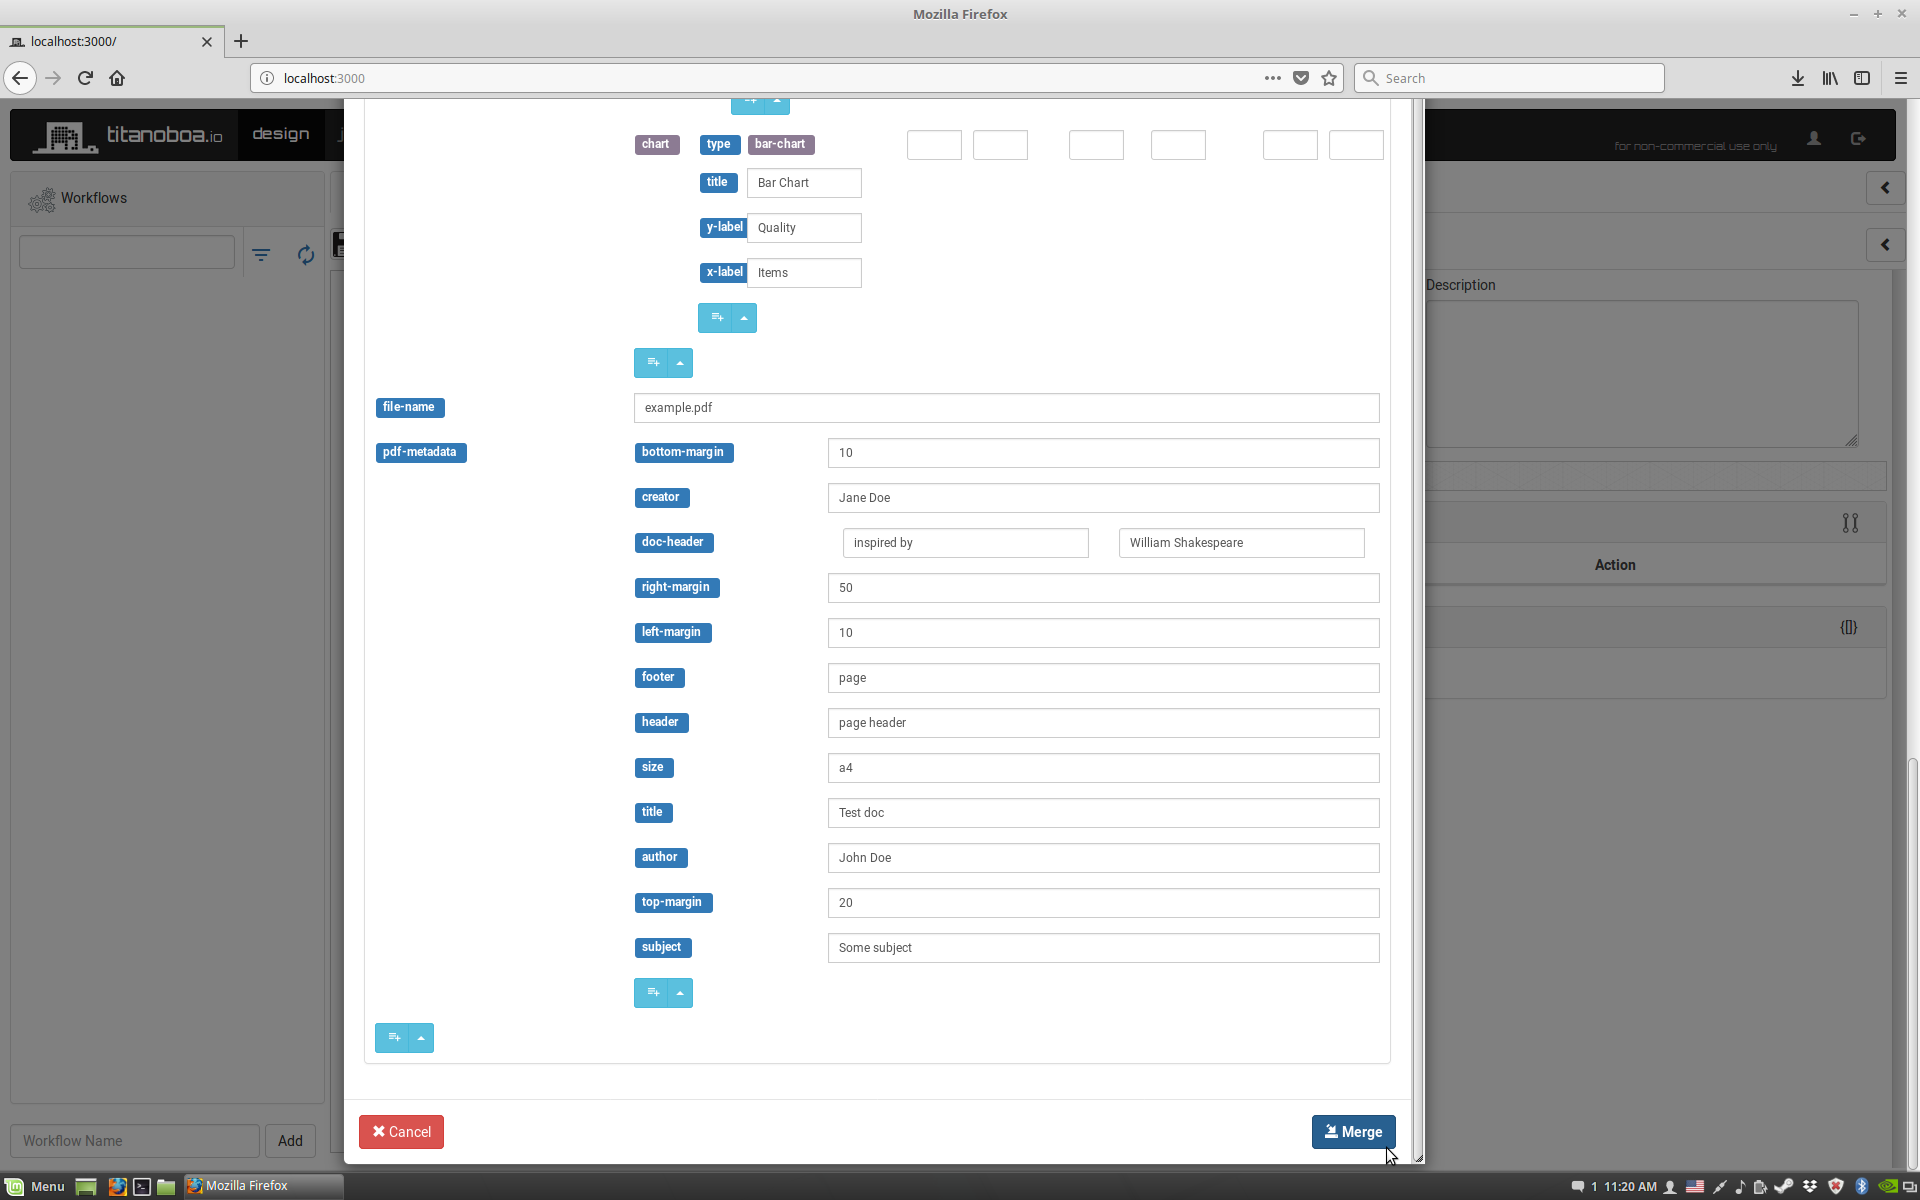 Mozilla Firefox
localhost:3000/
localhost:3000
Search
titanoboa.io
design
for non-commercial use only
Workflows
chart type bar-chart
title Bar Chart
y-label Quality
x-label Items
Description
file-name example.pdf
pdf-metadata bottom-margin 10
creator Jane Doe
doc-header inspired by William Shakespeare
Action
right-margin 50
left-margin 10
{[]}
footer page
header page header
size a4
title Test doc
author John Doe
top-margin 20
subject Some subject
Cancel Merge
Workflow Name Add
Menu Mozilla Firefox 1 11:20 AM